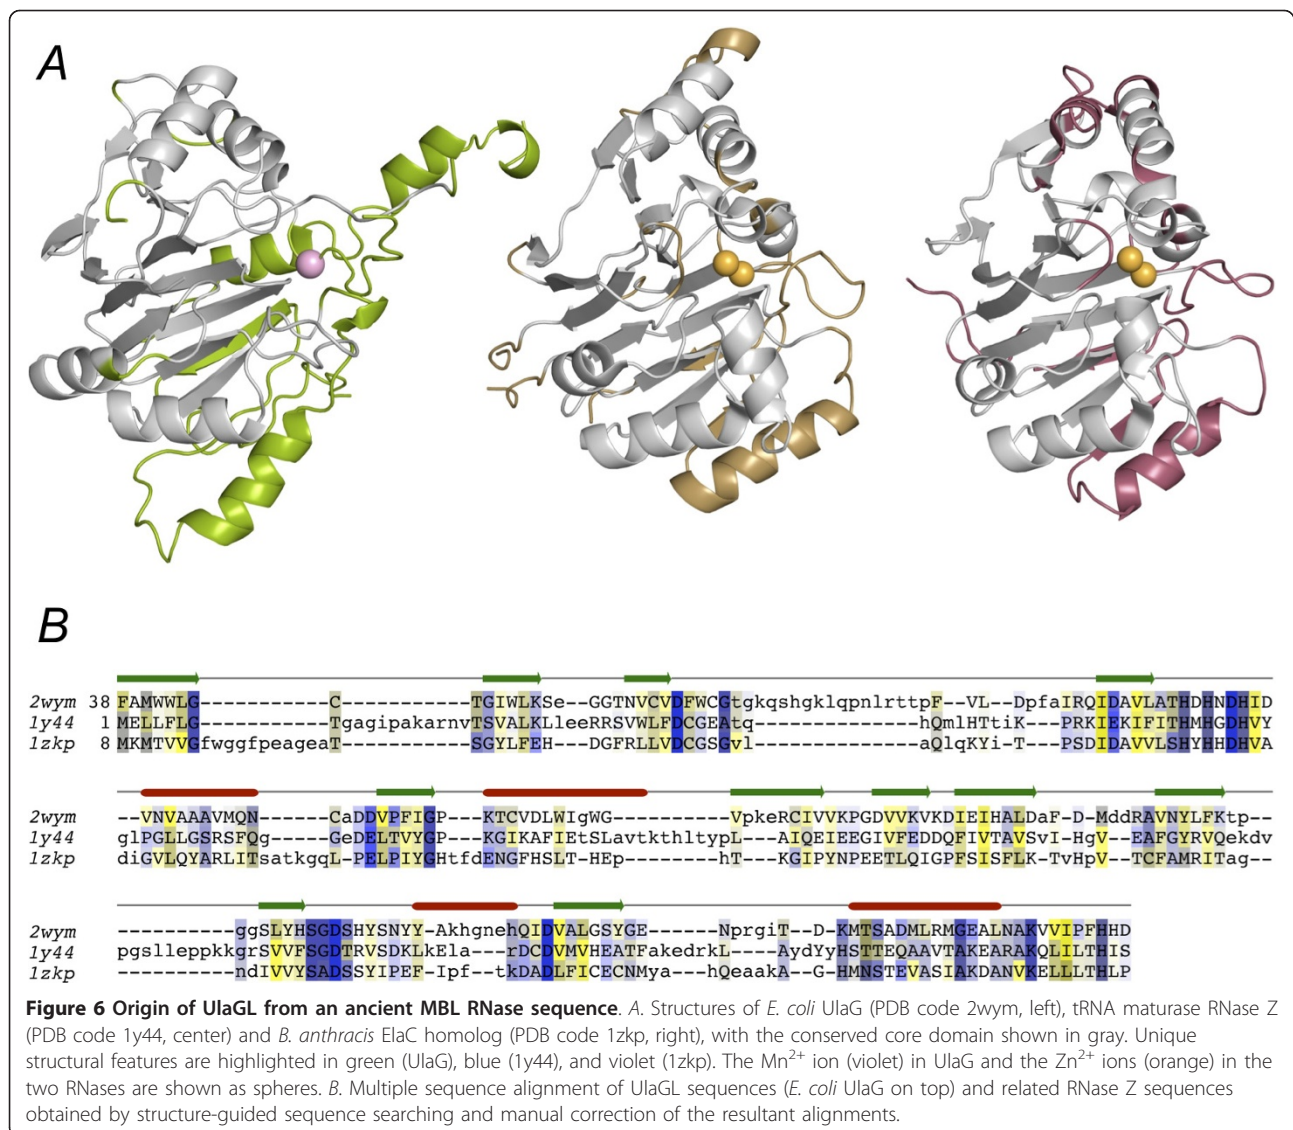 A
B
2wym 38 FAMWWLG-----------C-----------TGIWLKSe--GGTNVCVDFWCGtgkqshgklqpnlrttpF--VL--DpfaIRQIDAVLATHDHNDHID
1y44 1 MELLFLG-----------TgagipakarnvTSVALKLleeERRSVWLFDCGEAtq--------------hQmlHTtiK---PRKIEKIFITHMHGDHVY
1zkp 8 MKMTVVGfwggfpeageaT-----------SGYLFEH---DGFRLLVDCGSGvl--------------aQlqKYi-T---PSDIDAVVLSHYHHDHVA
2wym --VNVAAAVMQN------CaDDVPFIGP---KTCVDLWIgWG----------VpkeRCIVVKPGDVVKVKDIEIHALDaF-D-MddRAVNYLFKtp--
1y44 glPGLLGSRSFQg-----GeDELTVYGP---KGIKAFIEtSLavtkthltypL---AIQEIEEGIVFEDDQFIVTAVSvI-HgV--EAFGYRVQekdv
1zkp diGVLQYARLITsatkgqL-PELPIYGHtfdENGFHSLT-HEp---------hT---KGIPYNPEETLQIGPFSISFLK-TvHpV--TCFAMRITag--
2wym ----------ggSLYHSGDSHYSNYY-AkhgnehQIDVALGSYGE------NprgiT--D-KMTSADMLRMGEALNAKVVIPFHHD
1y44 pgslleppkkgrSVVFSGDTRVSDYLkEla---rDCDVMVHEATFakedrkL----AydYyHSTTEQAAVTAKEARAKQLILTHIS
1zkp ----------ndIVVYSADSSYIPEF-Ipf--tkDADLFICECNMya---hQeaakA--G-HMNSTEVASIAKDANVKELLLTHLP
Figure 6 Origin of UlaGL from an ancient MBL RNase sequence. A. Structures of E. coli UlaG (PDB code 2wym, left), tRNA maturase RNase Z
(PDB code 1y44, center) and B. anthracis ElaC homolog (PDB code 1zkp, right), with the conserved core domain shown in gray. Unique
structural features are highlighted in green (UlaG), blue (1y44), and violet (1zkp). The Mn²⁺ ion (violet) in UlaG and the Zn²⁺ ions (orange) in the
two RNases are shown as spheres. B. Multiple sequence alignment of UlaGL sequences (E. coli UlaG on top) and related RNase Z sequences
obtained by structure-guided sequence searching and manual correction of the resultant alignments.